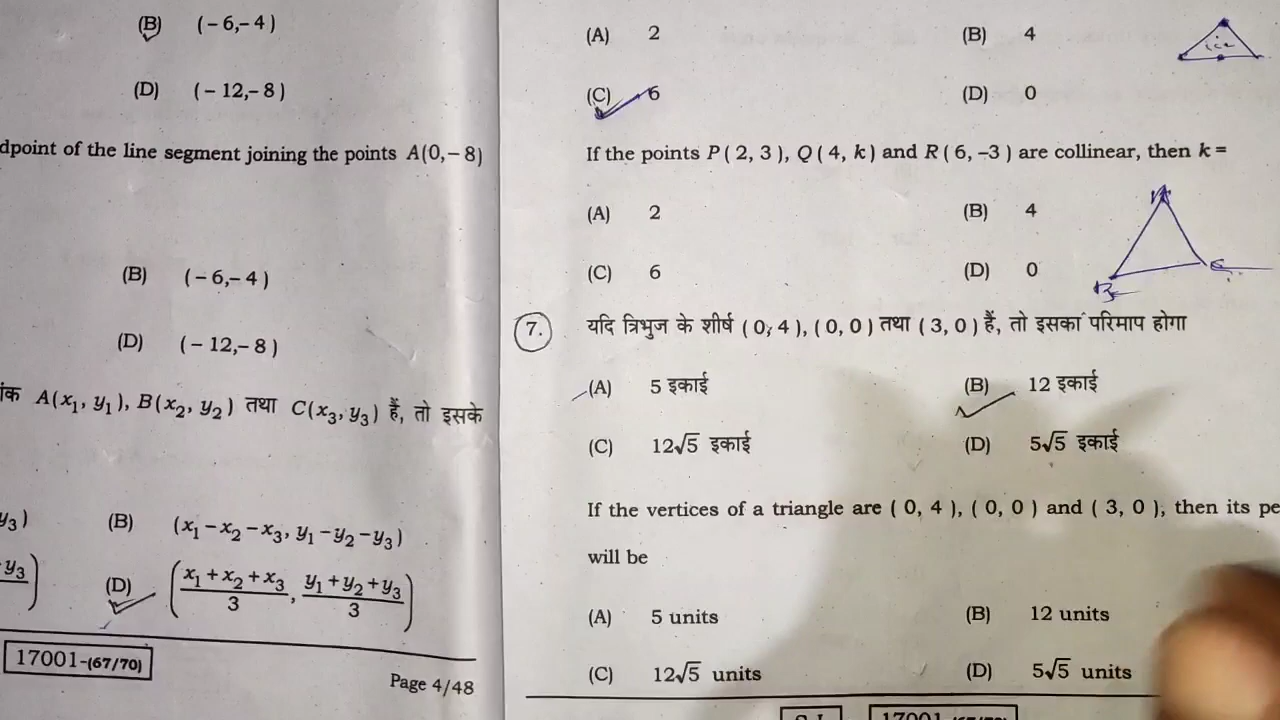 (B) (-6,-4)
(D) (-12,-8)
dpoint of the line segment joining the points A(0,-8)
(B) (-6,-4)
(D) (-12,-8)
A(x₁, y₁), B(x₂, y₂) तथा C(x₃, y₃) हैं, तो इसके
y₃) (B) (x₁-x₂-x₃, y₁-y₂-y₃)
y₃) (D) ((x₁+x₂+x₃)/3, (y₁+y₂+y₃)/3)
17001-(67/70)
Page 4/48
(A) 2 (B) 4
(C) 6 (D) 0
If the points P(2, 3), Q(4, k) and R(6, -3) are collinear, then k =
(A) 2 (B) 4
(C) 6 (D) 0
7. यदि त्रिभुज के शीर्ष (0, 4), (0, 0) तथा (3, 0) हैं, तो इसका परिमाप होगा
(A) 5 इकाई (B) 12 इकाई
(C) 12√5 इकाई (D) 5√5 इकाई
If the vertices of a triangle are (0, 4), (0, 0) and (3, 0), then its pe
will be
(A) 5 units (B) 12 units
(C) 12√5 units (D) 5√5 units